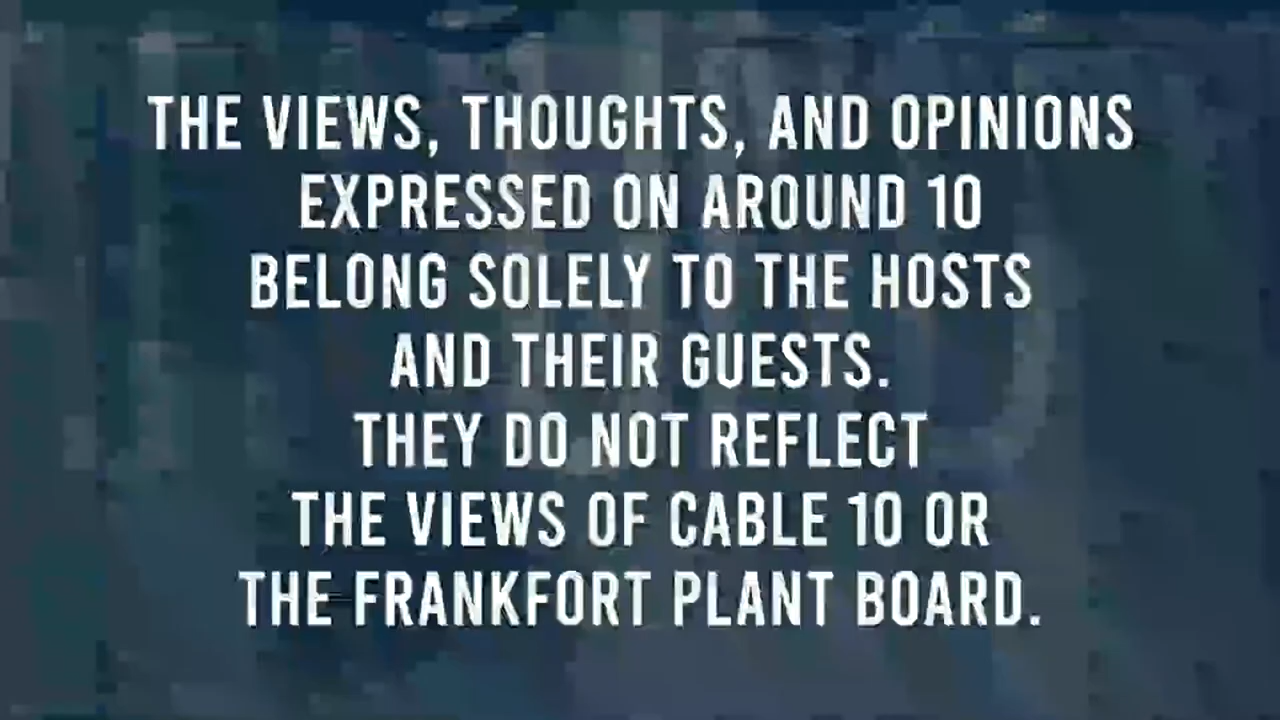 THE VIEWS, THOUGHTS, AND OPINIONS
EXPRESSED ON AROUND 10
BELONG SOLELY TO THE HOSTS
AND THEIR GUESTS.
THEY DO NOT REFLECT
THE VIEWS OF CABLE 10 OR
THE FRANKFORT PLANT BOARD.